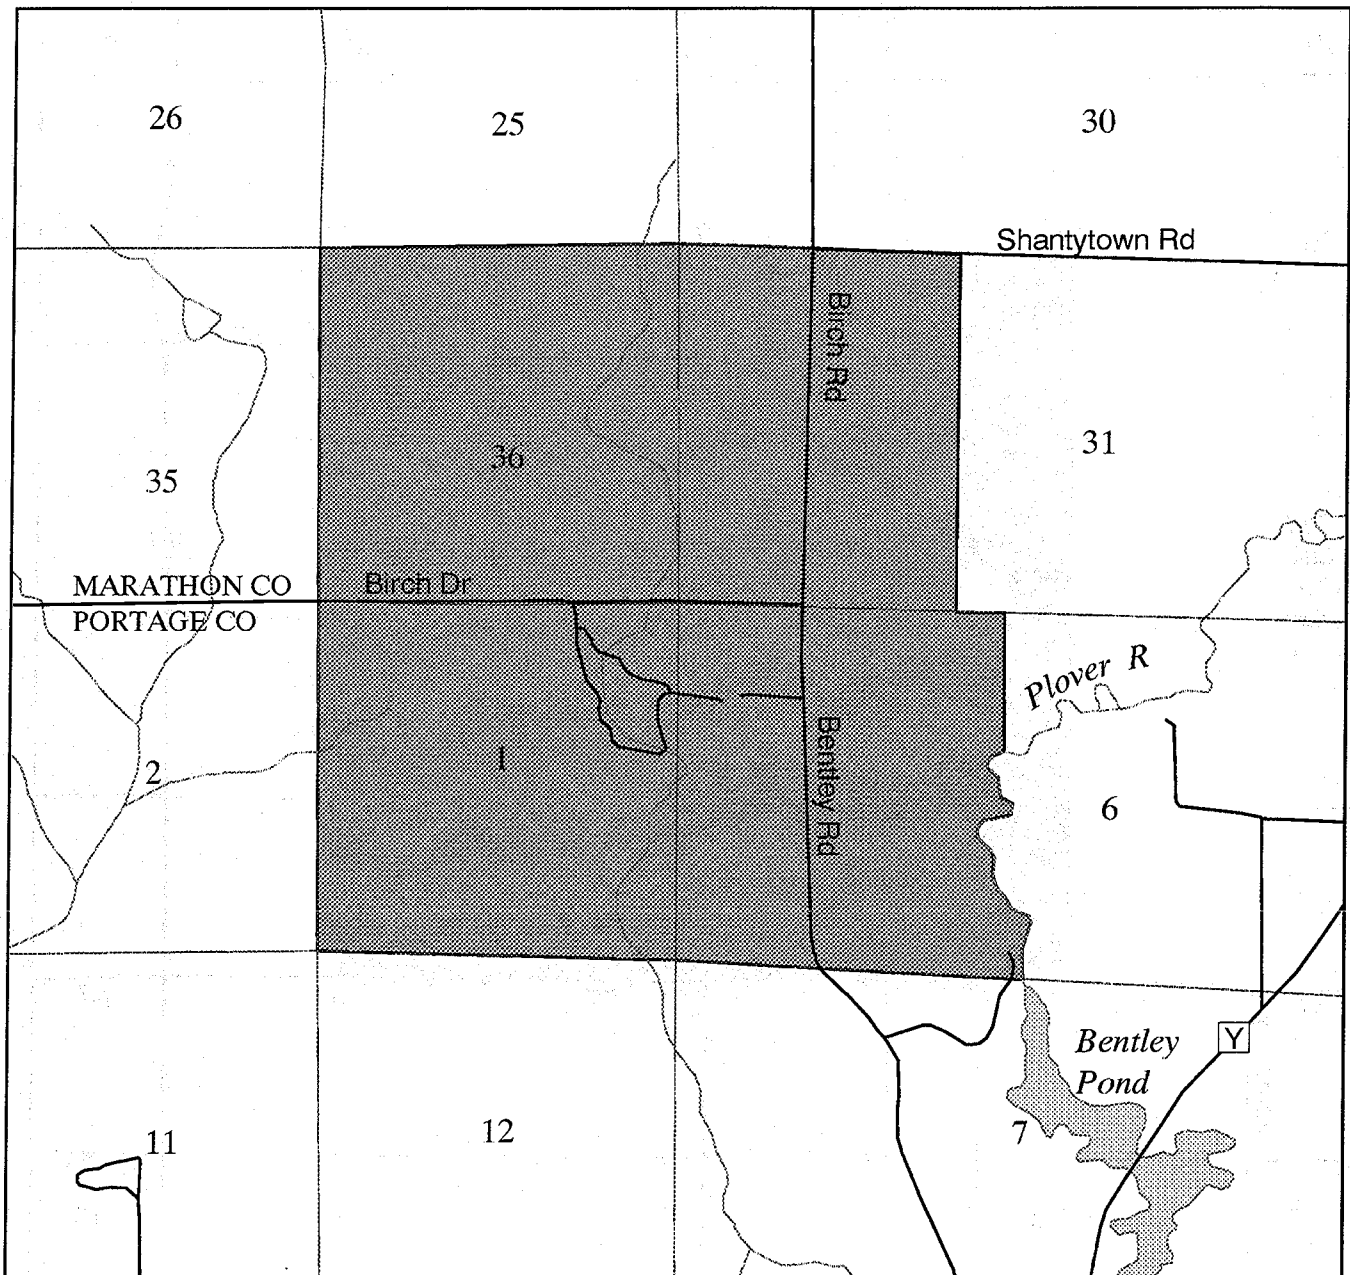 26
25
30
Shantytown Rd
Birch Rd
36
31
35
MARATHON CO
Birch Dr
PORTAGE CO
Plover R
Bentley Rd
1
2
6
Y
Bentley
Pond
7
12
11